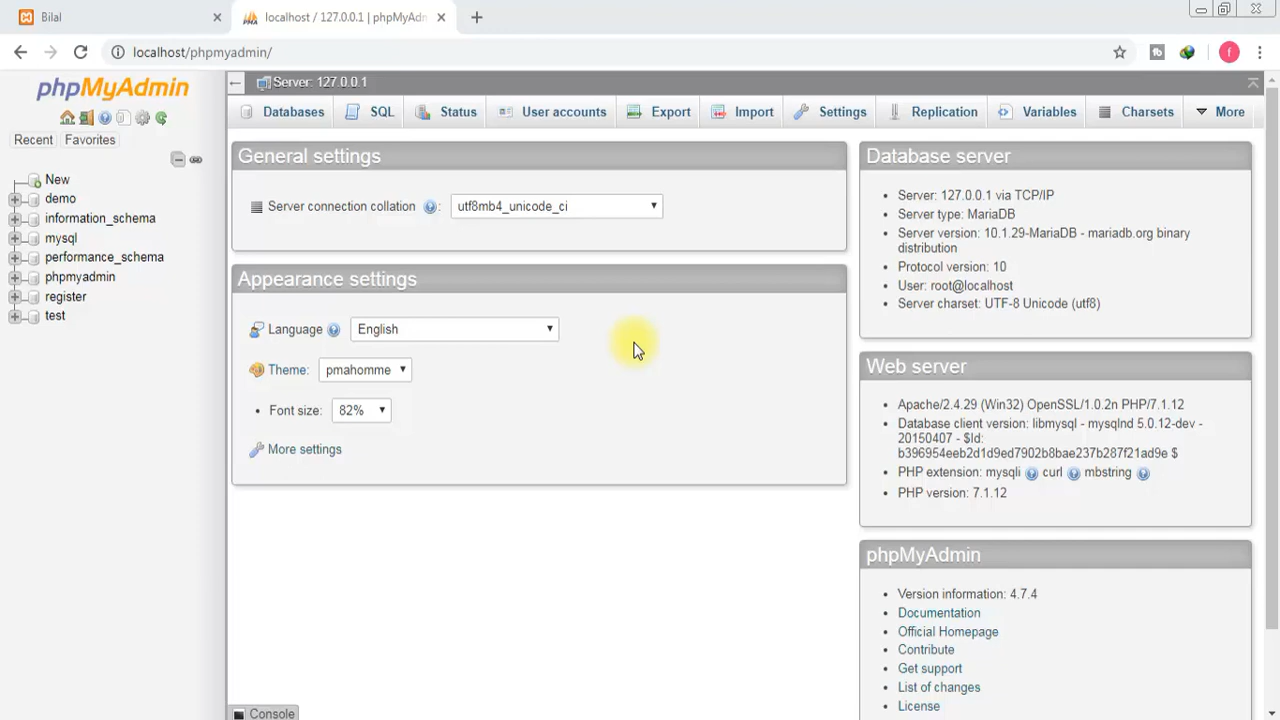 Bilal
localhost / 127.0.0.1 | phpMyAdn
localhost/phpmyadmin/
f
phpMyAdmin
Recent Favorites
New
demo
information_schema
mysql
performance_schema
phpmyadmin
register
test
Server: 127.0.0.1
Databases SQL Status User accounts Export Import Settings Replication Variables Charsets More
General settings
Server connection collation : utf8mb4_unicode_ci
Appearance settings
Language English
Theme: pmahomme
Font size: 82%
More settings
Database server
Server: 127.0.0.1 via TCP/IP
Server type: MariaDB
Server version: 10.1.29-MariaDB - mariadb.org binary
distribution
Protocol version: 10
User: root@localhost
Server charset: UTF-8 Unicode (utf8)
Web server
Apache/2.4.29 (Win32) OpenSSL/1.0.2n PHP/7.1.12
Database client version: libmysql - mysqlnd 5.0.12-dev -
20150407 - $Id:
b396954eeb2d1d9ed7902b8bae237b287f21ad9e $
PHP extension: mysqli curl mbstring
PHP version: 7.1.12
phpMyAdmin
Version information: 4.7.4
Documentation
Official Homepage
Contribute
Get support
List of changes
License
Console